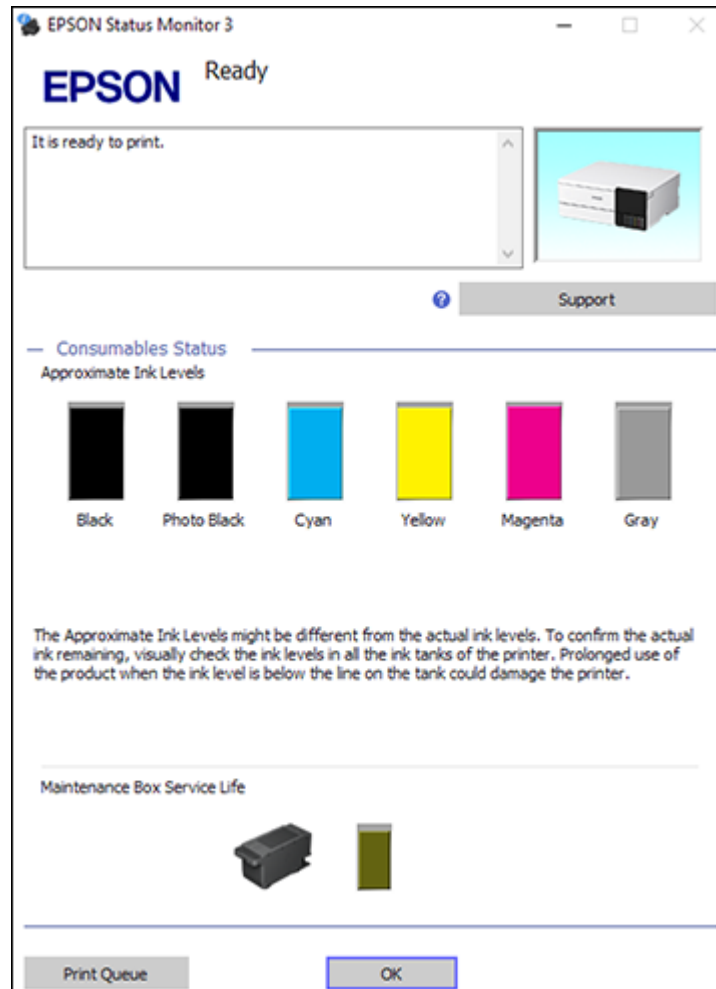 EPSON Status Monitor 3
EPSON
Ready
It is ready to print.
Support
Consumables Status
Approximate Ink Levels
Black Photo Black Cyan Yellow Magenta Gray
The Approximate Ink Levels might be different from the actual ink levels. To confirm the actual
ink remaining, visually check the ink levels in all the ink tanks of the printer. Prolonged use of
the product when the ink level is below the line on the tank could damage the printer.
Maintenance Box Service Life
Print Queue OK